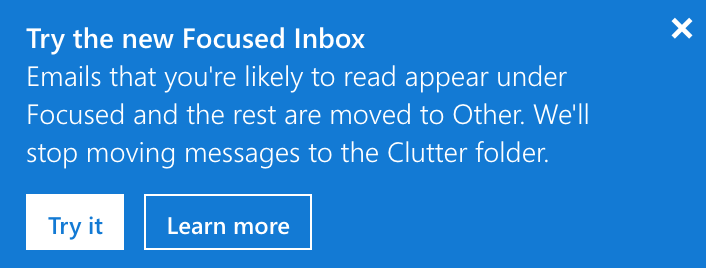 Try the new Focused Inbox
Emails that you're likely to read appear under
Focused and the rest are moved to Other. We'll
stop moving messages to the Clutter folder.
Try it
Learn more